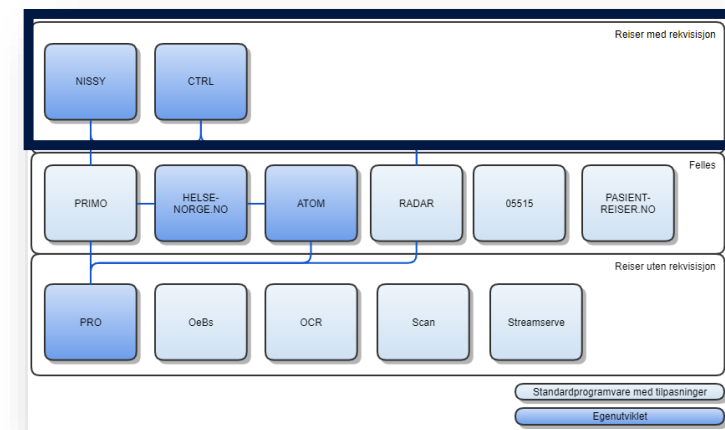 Reiser med rekvisisjon
NISSY
CTRL
Felles
PRIMO
HELSE-
NORGE.NO
ATOM
RADAR
05515
PASIENT-
REISER.NO
Reiser uten rekvisisjon
PRO
OeBs
OCR
Scan
Streamserve
Standardprogramvare med tilpasninger
Egenutviklet